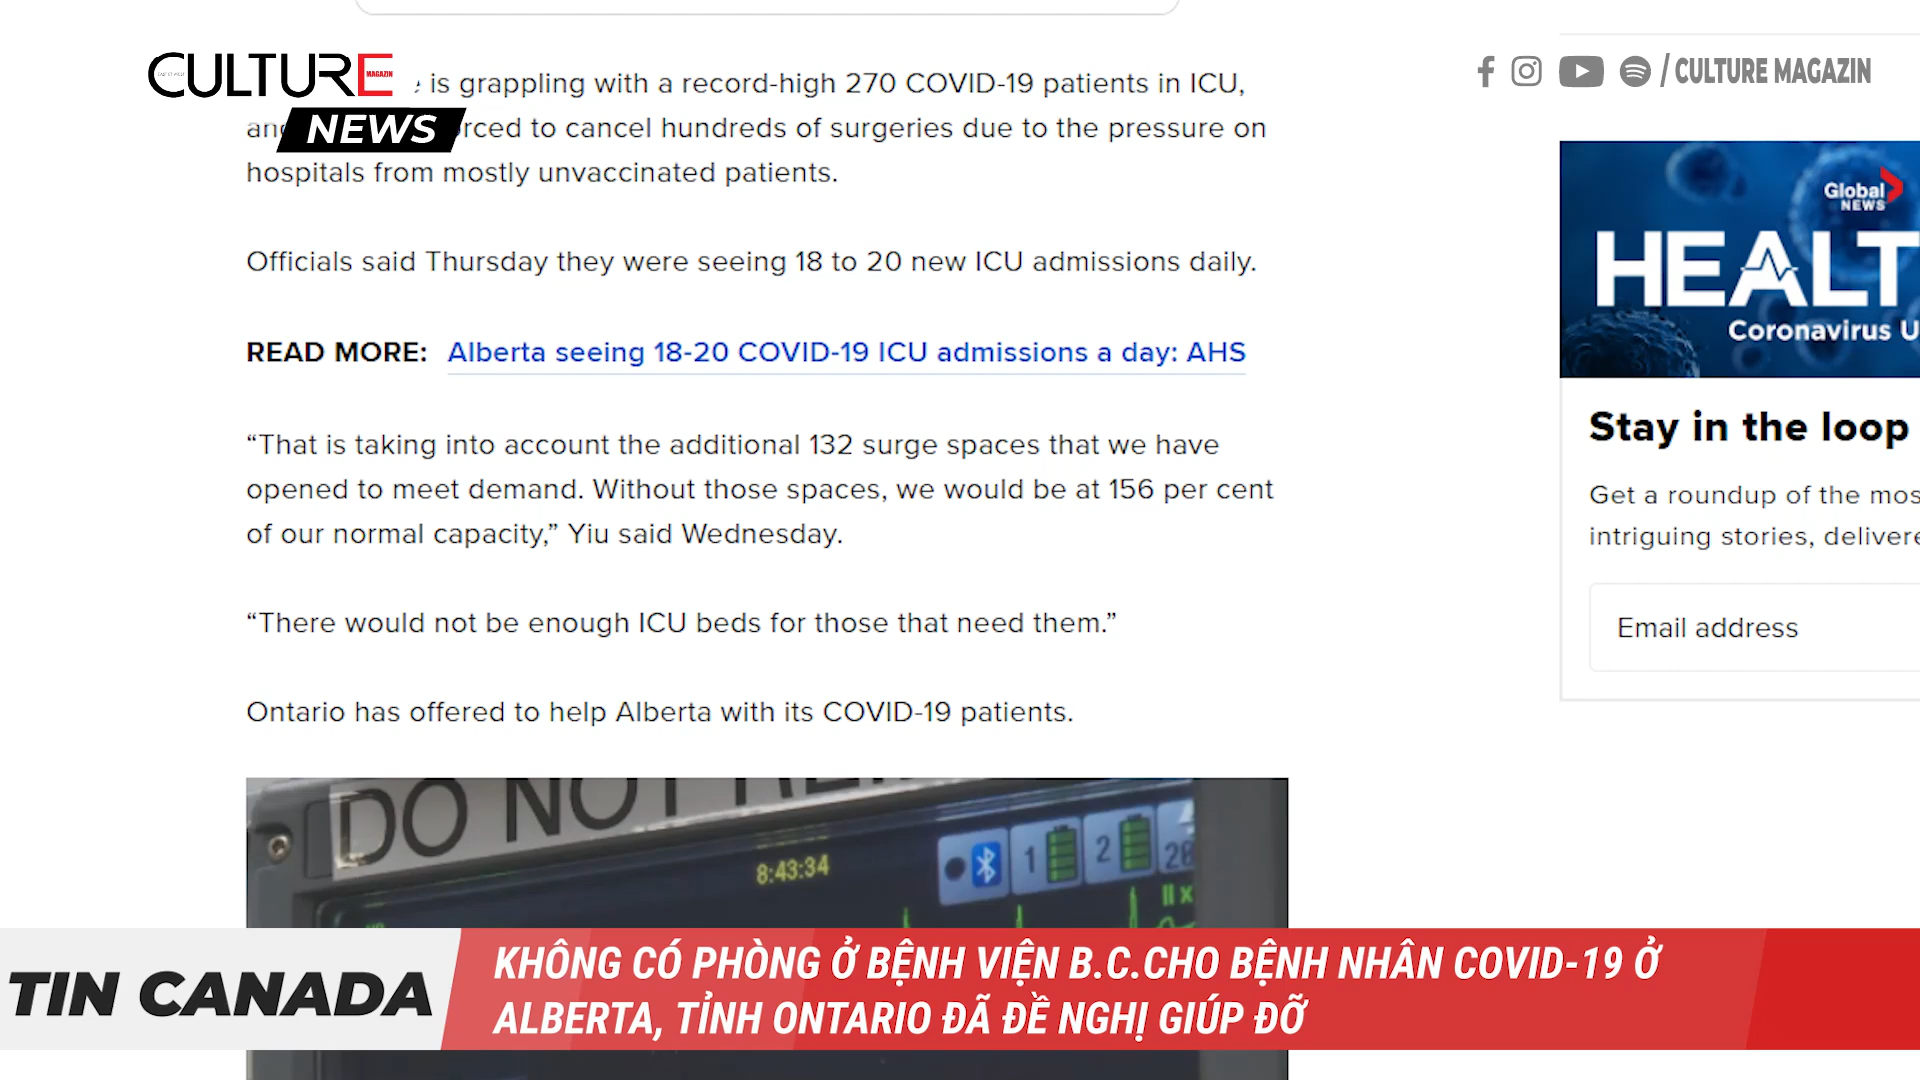 CULTURE
MAGAZIN
NEWS
/ CULTURE MAGAZIN
is grappling with a record-high 270 COVID-19 patients in ICU,
to cancel hundreds of surgeries due to the pressure on
hospitals from mostly unvaccinated patients.
Officials said Thursday they were seeing 18 to 20 new ICU admissions daily.
READ MORE: Alberta seeing 18-20 COVID-19 ICU admissions a day: AHS
“That is taking into account the additional 132 surge spaces that we have
opened to meet demand. Without those spaces, we would be at 156 per cent
of our normal capacity,” Yiu said Wednesday.
“There would not be enough ICU beds for those that need them.”
Ontario has offered to help Alberta with its COVID-19 patients.
Global
NEWS
HEALT
Coronavirus U
Stay in the loop
Get a roundup of the mos
intriguing stories, delivere
Email address
DO NOT
8:43:34
1
2
II x
TIN CANADA
KHÔNG CÓ PHÒNG Ở BỆNH VIỆN B.C.CHO BỆNH NHÂN COVID-19 Ở
ALBERTA, TỈNH ONTARIO ĐÃ ĐỀ NGHỊ GIÚP ĐỠ